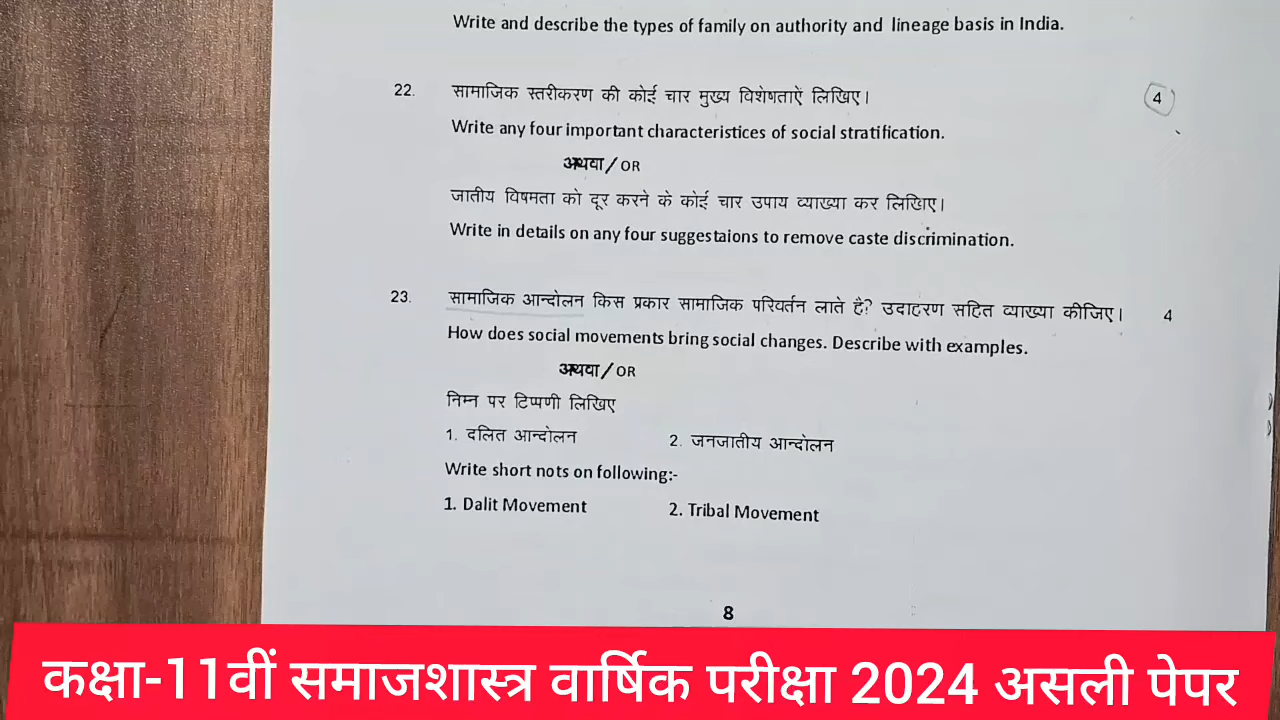 Write and describe the types of family on authority and lineage basis in India.
22. सामाजिक स्तरीकरण की कोई चार मुख्य विशेषताऐं लिखिए। 4
Write any four important characteristices of social stratification.
अथवा/OR
जातीय विषमता को दूर करने के कोई चार उपाय व्याख्या कर लिखिए।
Write in details on any four suggestaions to remove caste discrimination.
23. सामाजिक आन्दोलन किस प्रकार सामाजिक परिवर्तन लाते है? उदाहरण सहित व्याख्या कीजिए। 4
How does social movements bring social changes. Describe with examples.
अथवा/OR
निम्न पर टिप्पणी लिखिए
1. दलित आन्दोलन 2. जनजातीय आन्दोलन
Write short nots on following:-
1. Dalit Movement 2. Tribal Movement
8
कक्षा-11वीं समाजशास्त्र वार्षिक परीक्षा 2024 असली पेपर